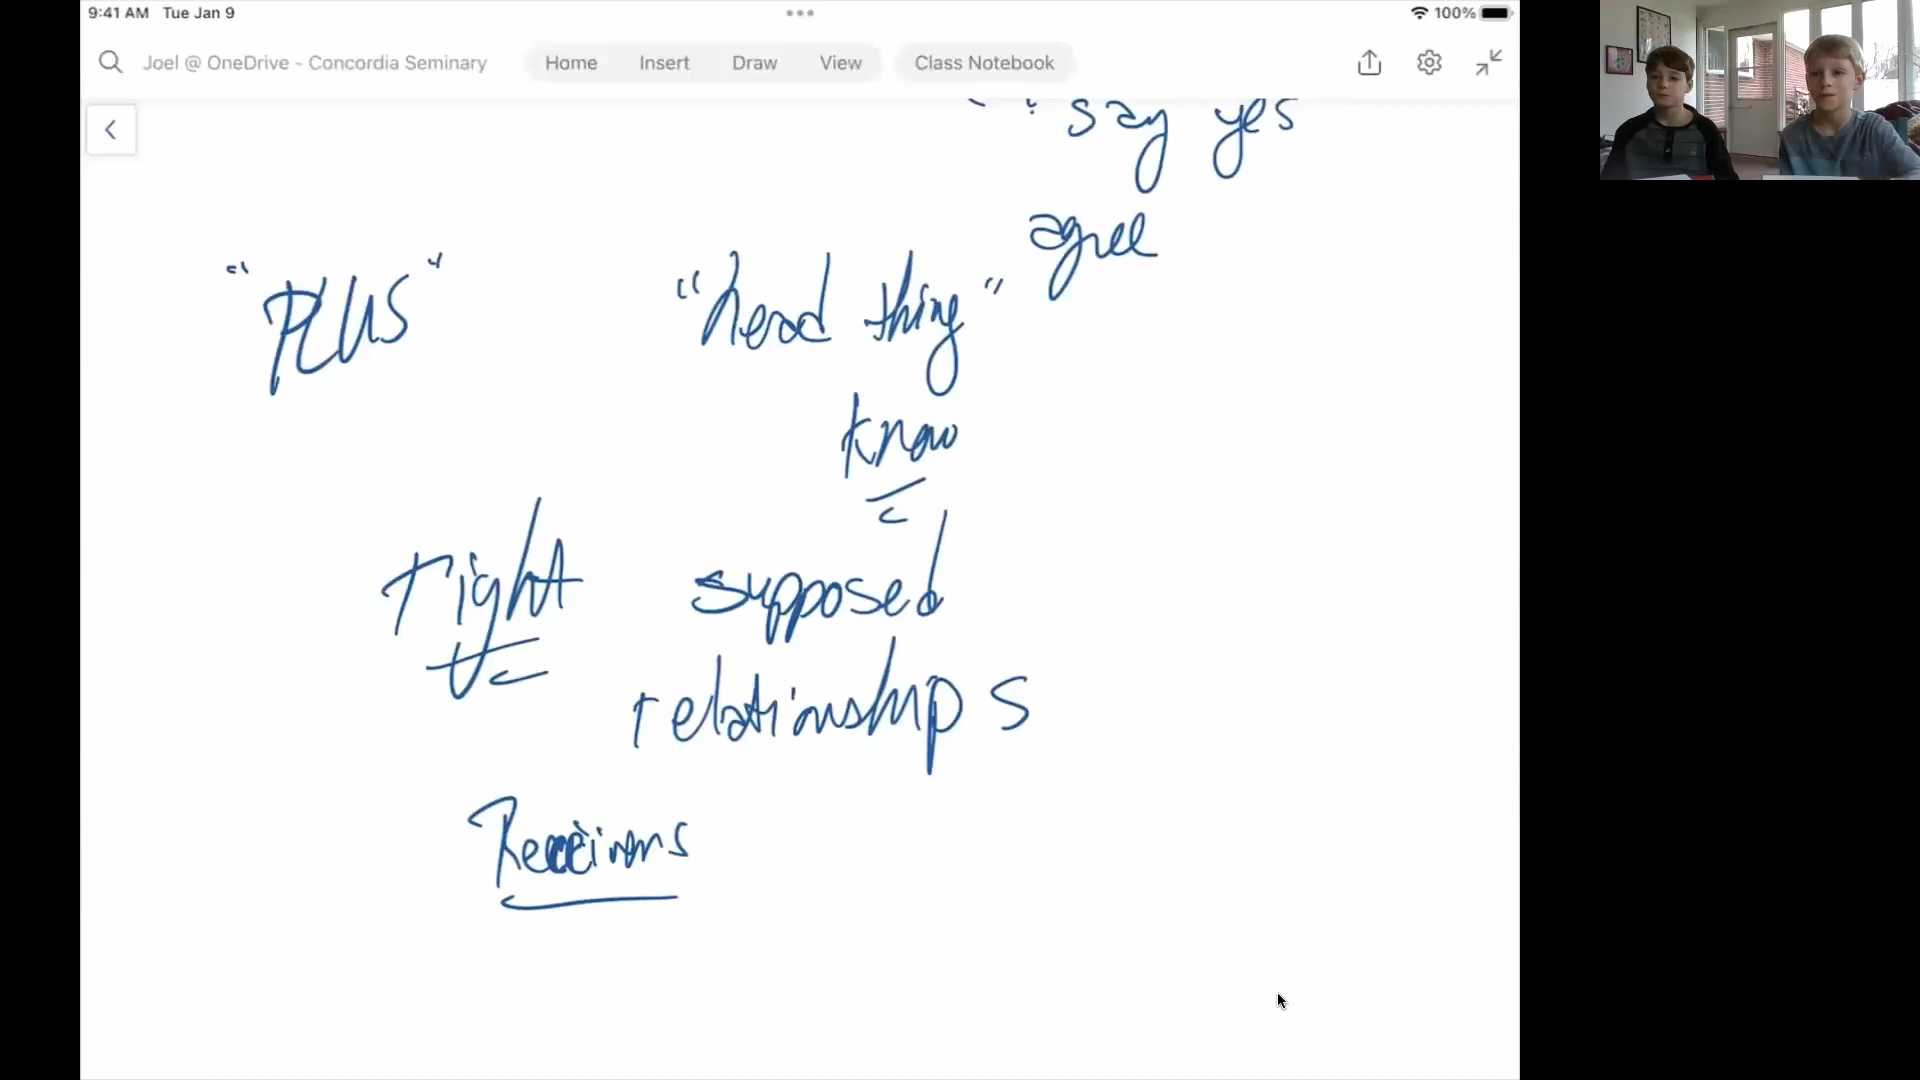 9:41 AM Tue Jan 9
100%
Joel @ OneDrive - Concordia Seminary
Home Insert Draw View Class Notebook
say yes
agree
"PLUS" "head thing"
know
right supposed
relationships